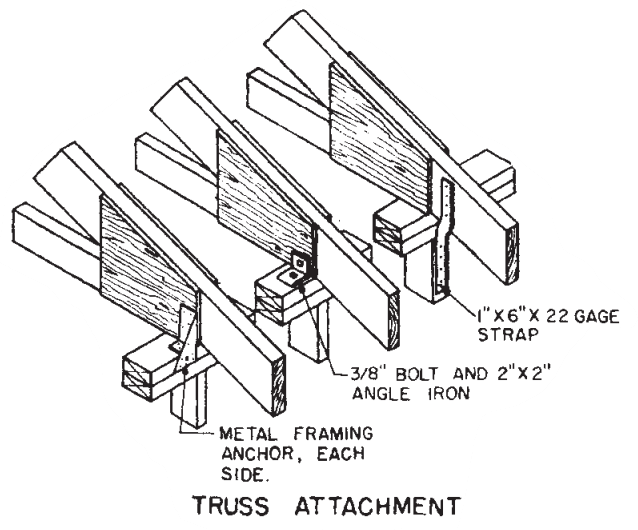 1" X 6" X 22 GAGE
STRAP
3/8" BOLT AND 2"X2"
ANGLE IRON
METAL FRAMING
ANCHOR, EACH
SIDE.
TRUSS ATTACHMENT